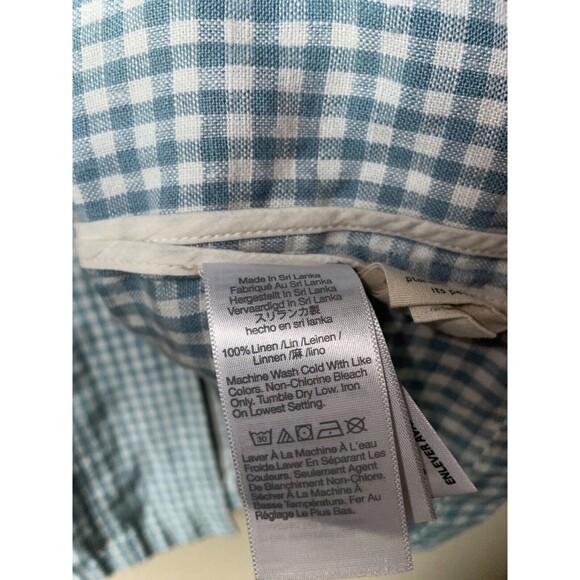 Made In Sri Lanka
Fabriqué Au Sri Lanka
Hergestellt In Sri Lanka
Vervaardigd In Sri Lanka
スリランカ製
hecho en sri lanka
100% Linen /Lin /Leinen /
Linnen /麻 /lino
Machine Wash Cold With Like
Colors. Non-Chlorine Bleach
Only. Tumble Dry Low. Iron
On Lowest Setting.
30
Laver À La Machine À L'eau
Froide.Laver En Séparant Les
Couleurs. Seulement Agent
De Blanchiment Non-Chlore.
Sécher À La Machine À
Basse Température. Fer Au
Réglage Le Plus Bas.
ENLEVER